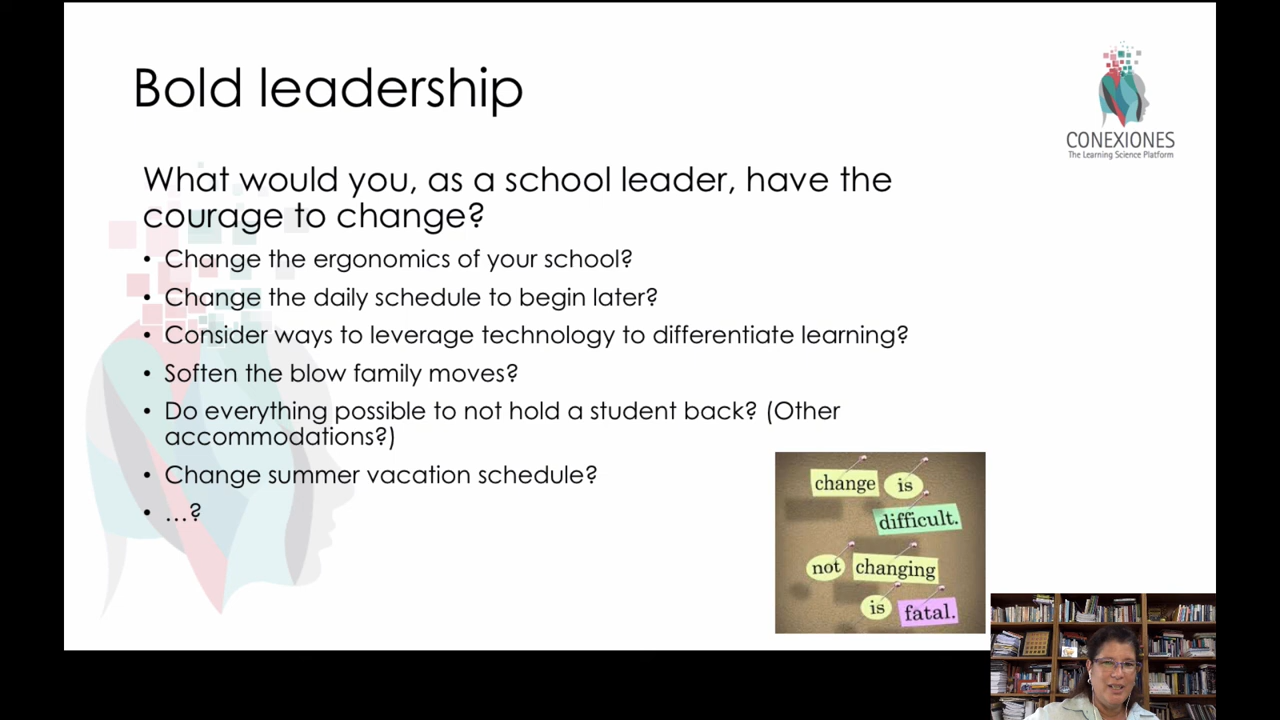 Bold leadership
CONEXIONES
The Learning Science Platform
What would you, as a school leader, have the
courage to change?
• Change the ergonomics of your school?
• Change the daily schedule to begin later?
• Consider ways to leverage technology to differentiate learning?
• Soften the blow family moves?
• Do everything possible to not hold a student back? (Other
accommodations?)
• Change summer vacation schedule?
• ...?
change is
difficult.
not changing
is fatal.